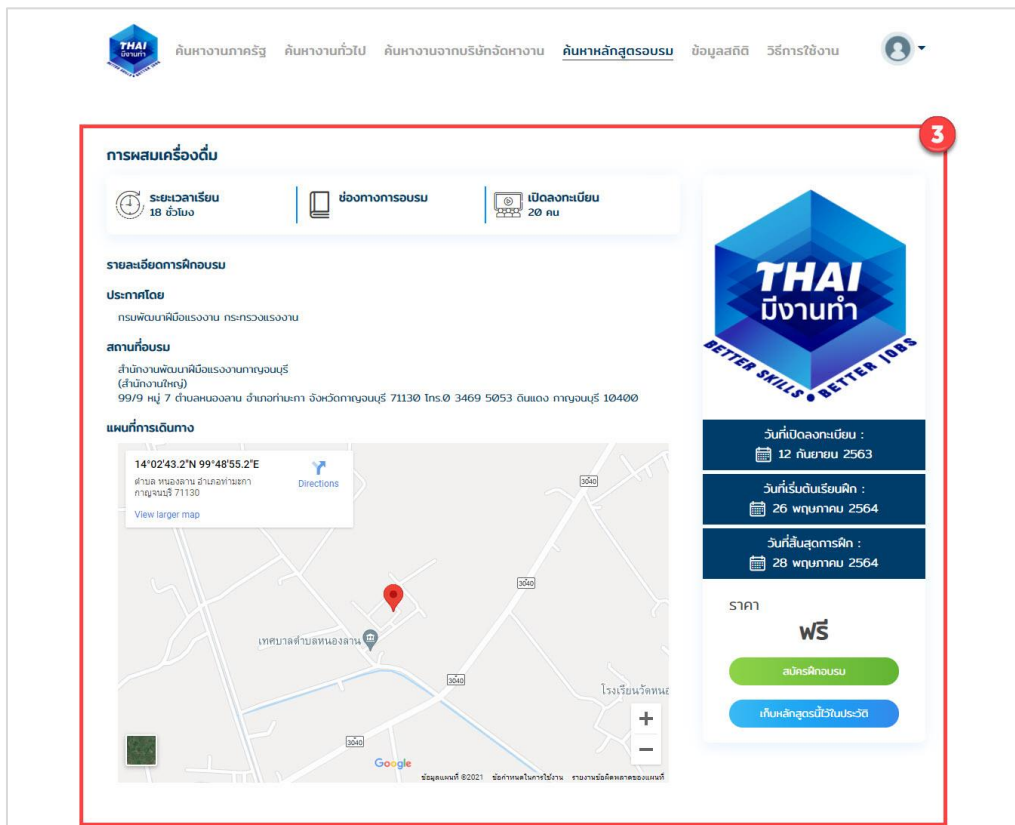 THAI
มีงานทำ
BETTER SKILLS • BETTER JOBS
ค้นหางานภาครัฐ ค้นหางานทั่วไป ค้นหางานจากบริษัทจัดหางาน ค้นหาหลักสูตรอบรม ข้อมูลสถิติ วิธีการใช้งาน
3
การผสมเครื่องดื่ม
ระยะเวลาเรียน
18 ชั่วโมง
ช่องทางการอบรม
เปิดลงทะเบียน
20 คน
รายละเอียดการฝึกอบรม
ประกาศโดย
กรมพัฒนาฝีมือแรงงาน กระทรวงแรงงาน
สถานที่อบรม
สำนักงานพัฒนาฝีมือแรงงานกาญจนบุรี
(สำนักงานใหญ่)
99/9 หมู่ 7 ตำบลหนองลาน อำเภอท่ามะกา จังหวัดกาญจนบุรี 71130 โทร.0 3469 5053 ดินแดง กาญจนบุรี 10400
แผนที่การเดินทาง
14°02'43.2"N 99°48'55.2"E
ตำบล หนองลาน อำเภอท่ามะกา
กาญจนบุรี 71130
View larger map
Directions
3040
3040
เทศบาลตำบลหนองลาน
3040
โรงเรียนวัดหนอ
3040
Google
ข้อมูลแผนที่ ©2021 ข้อกำหนดในการใช้งาน รายงานข้อผิดพลาดของแผนที่
THAI
มีงานทำ
BETTER SKILLS • BETTER JOBS
วันที่เปิดลงทะเบียน :
12 กันยายน 2563
วันที่เริ่มต้นเรียนฝึก :
26 พฤษภาคม 2564
วันที่สิ้นสุดการฝึก :
28 พฤษภาคม 2564
ราคา
ฟรี
สมัครฝึกอบรม
เก็บหลักสูตรนี้ไว้ในประวัติ